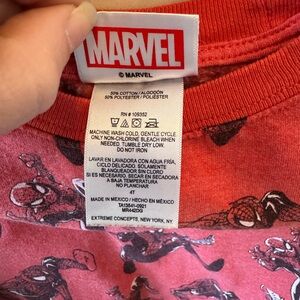 MARVEL
© MARVEL
50% COTTON/ALGODÓN
50% POLYESTER/POLIÉSTER
RN # 109352
MACHINE WASH COLD, GENTLE CYCLE
ONLY NON-CHLORINE BLEACH WHEN
NEEDED. TUMBLE DRY LOW.
DO NOT IRON.
LAVAR EN LAVADORA CON AGUA FRÍA,
CICLO DELICADO. SOLAMENTE
BLANQUEADOR SIN CLORO
SI ES NECESARIO. SECAR EN
SECADORA A BAJA TEMPERATURA
NO PLANCHAR
4T
MADE IN MEXICO / HECHO EN MEXICO
EXTREME CONCEPTS, NEW YORK, NY